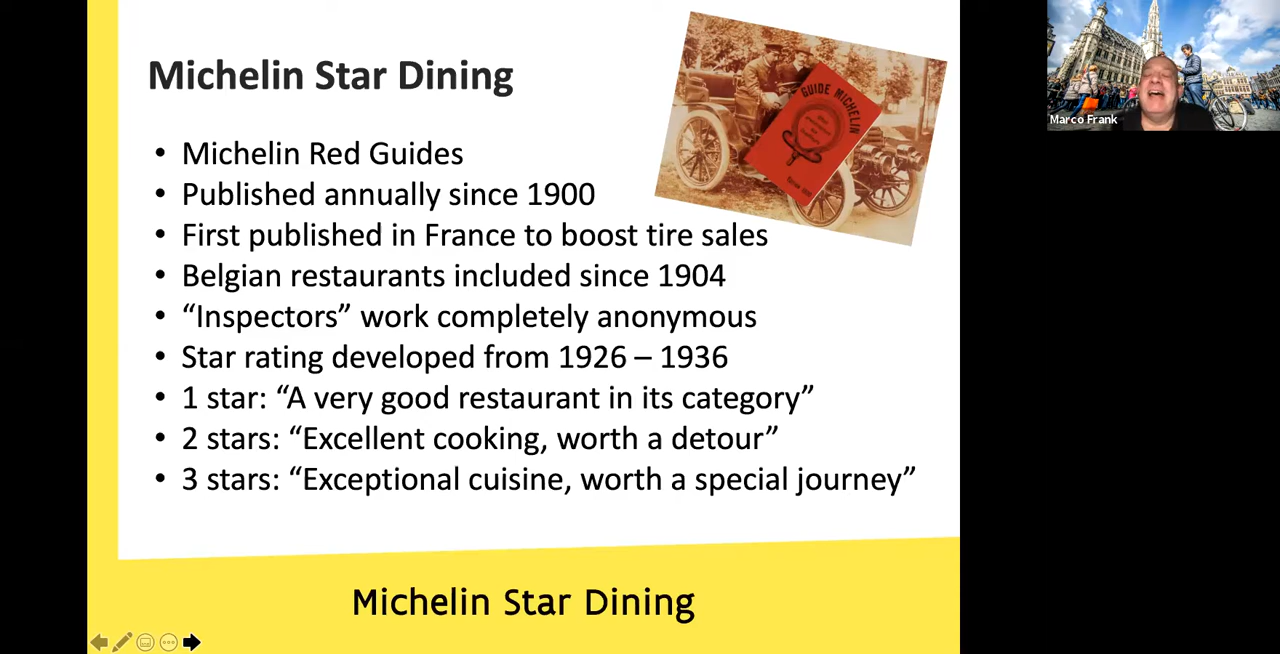 Michelin Star Dining
• Michelin Red Guides
• Published annually since 1900
• First published in France to boost tire sales
• Belgian restaurants included since 1904
• “Inspectors” work completely anonymous
• Star rating developed from 1926 – 1936
• 1 star: “A very good restaurant in its category”
• 2 stars: “Excellent cooking, worth a detour”
• 3 stars: “Exceptional cuisine, worth a special journey”
GUIDE MICHELIN
Michelin Star Dining
Marco Frank